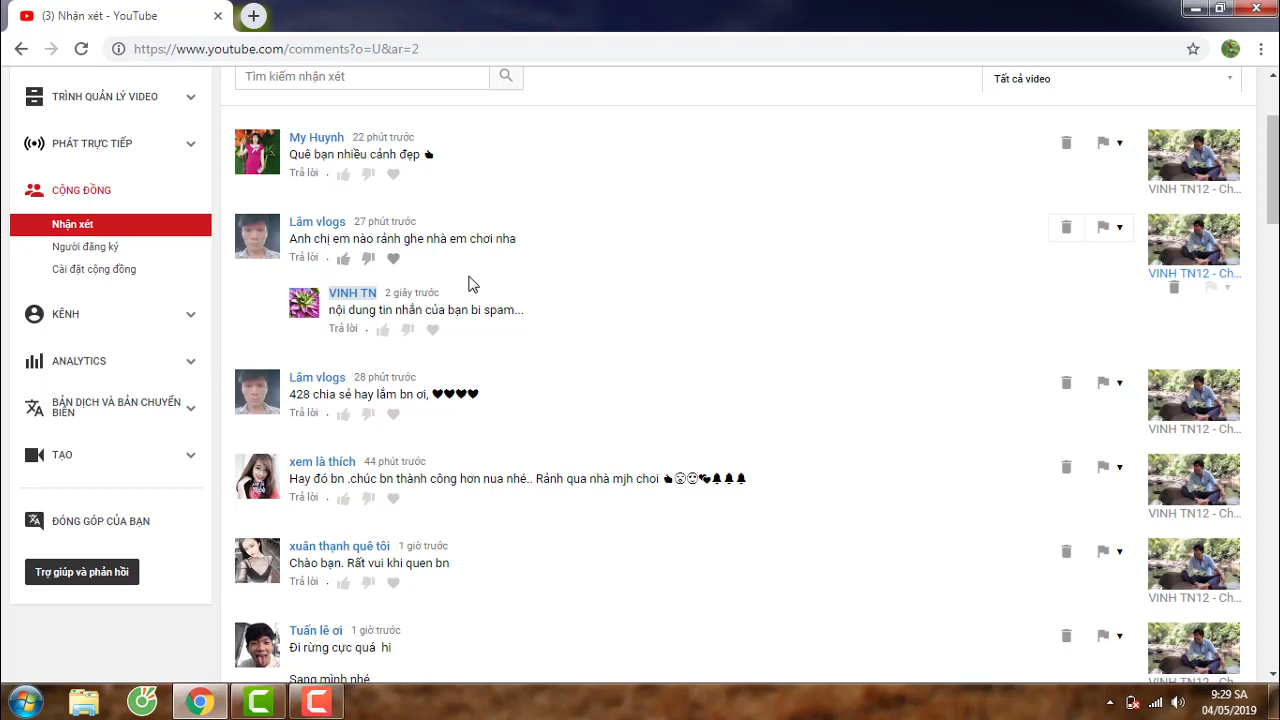 (3) Nhận xét - YouTube
https://www.youtube.com/comments?o=U&ar=2
Tìm kiếm nhận xét
Tất cả video
TRÌNH QUẢN LÝ VIDEO
PHÁT TRỰC TIẾP
CỘNG ĐỒNG
Nhận xét
Người đăng ký
Cài đặt cộng đồng
KÊNH
ANALYTICS
BẢN DỊCH VÀ BẢN CHUYỂN
BIÊN
TẠO
ĐÓNG GÓP CỦA BẠN
Trợ giúp và phản hồi
My Huynh 22 phút trước
Quê bạn nhiều cảnh đẹp
Trả lời
VINH TN12 - Ch...
Lâm vlogs 27 phút trước
Anh chị em nào rảnh ghe nhà em chơi nha
Trả lời
VINH TN12 - Ch...
VINH TN 2 giây trước
nội dung tin nhắn của bạn bi spam...
Trả lời
Lâm vlogs 28 phút trước
428 chia sẻ hay lắm bn ơi, ♥♥♥♥
Trả lời
VINH TN12 - Ch...
xem là thích 44 phút trước
Hay đó bn .chúc bn thành công hơn nua nhé.. Rảnh qua nhà mjh choi
Trả lời
VINH TN12 - Ch...
xuân thạnh quê tôi 1 giờ trước
Chào bạn. Rất vui khi quen bn
Trả lời
VINH TN12 - Ch...
Tuấn lê ơi 1 giờ trước
Đi rừng cực quá hi
Sang mình nhé
VINH TN12 - Ch...
9:29 SA
04/05/2019